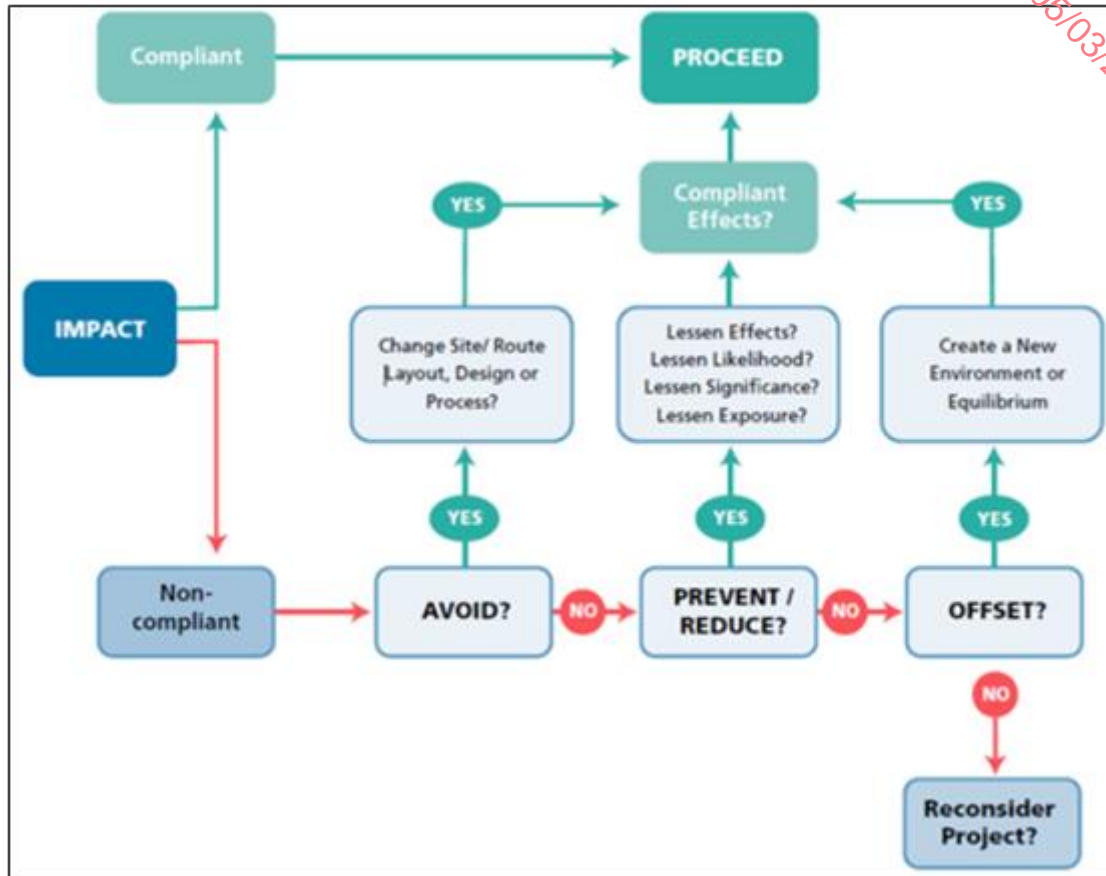 Compliant
PROCEED
YES
Compliant
Effects?
YES
IMPACT
Change Site/ Route
Layout, Design or
Process?
Lessen Effects?
Lessen Likelihood?
Lessen Significance?
Lessen Exposure?
Create a New
Environment or
Equilibrium
YES
YES
YES
Non-
compliant
AVOID?
NO
PREVENT /
REDUCE?
NO
OFFSET?
NO
Reconsider
Project?